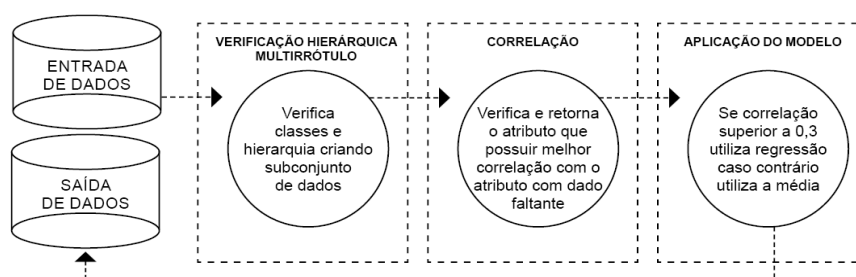 ENTRADA
DE DADOS
SAÍDA
DE DADOS
VERIFICAÇÃO HIERÁRQUICA
MULTIRRÓTULO
Verifica
classes e
hierarquia criando
subconjunto
de dados
CORRELAÇÃO
Verifica e retorna
o atributo que
possuir melhor
correlação com o
atributo com dado
faltante
APLICAÇÃO DO MODELO
Se correlação
superior a 0,3
utiliza regressão
caso contrário
utiliza a média